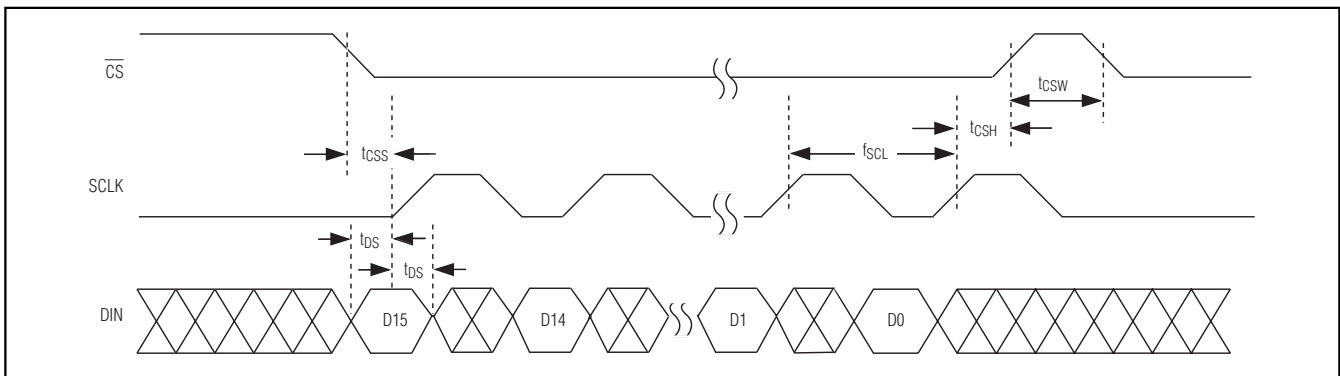 CS
tCSW
tCSH
tCSS
fSCL
SCLK
tDS
tDS
DIN
D15
D14
D1
D0